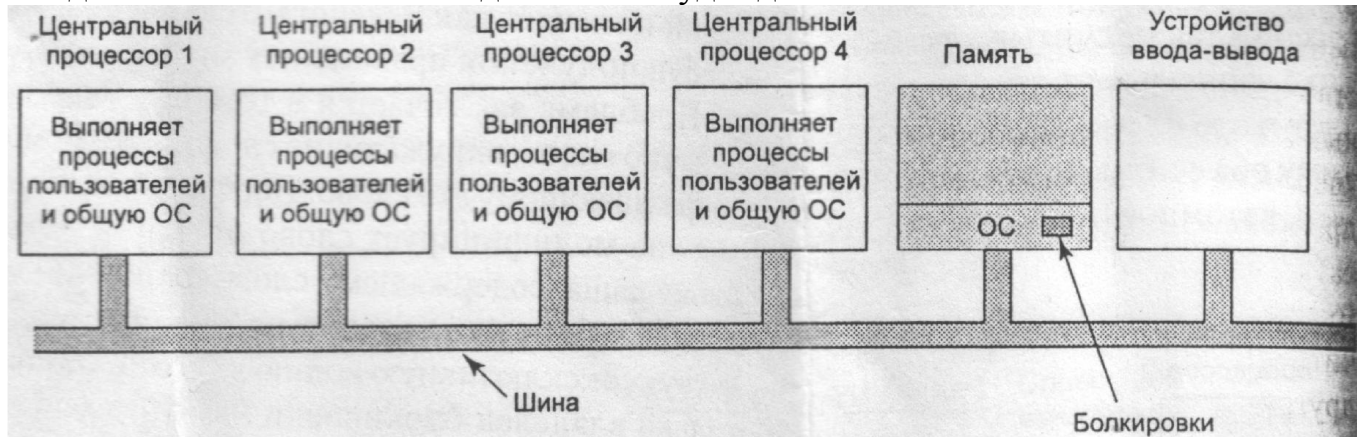 Центральный
процессор 1
Центральный
процессор 2
Центральный
процессор 3
Центральный
процессор 4
Память
Устройство
ввода-вывода
Выполняет
процессы
пользователей
и общую ОС
Выполняет
процессы
пользователей
и общую ОС
Выполняет
процессы
пользователей
и общую ОС
Выполняет
процессы
пользователей
и общую ОС
ОС
Шина
Болкировки